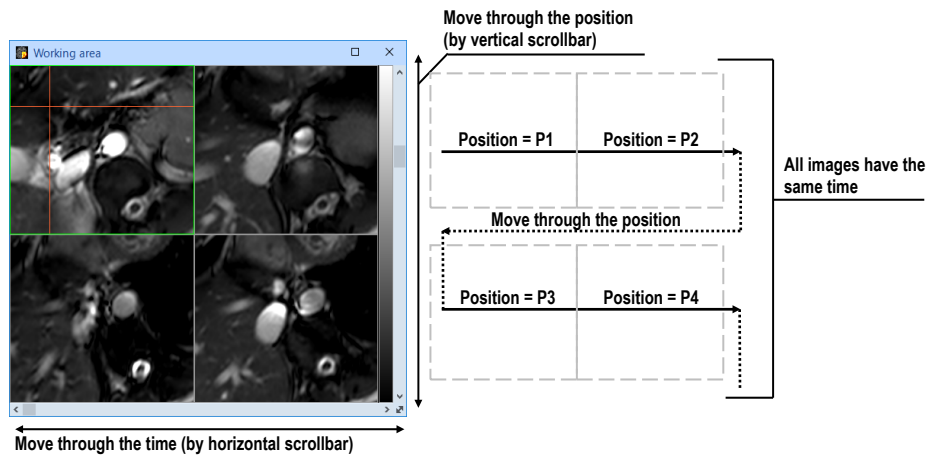 Move through the position
(by vertical scrollbar)
Working area
Position = P1
Position = P2
All images have the
same time
Move through the position
Position = P3
Position = P4
Move through the time (by horizontal scrollbar)